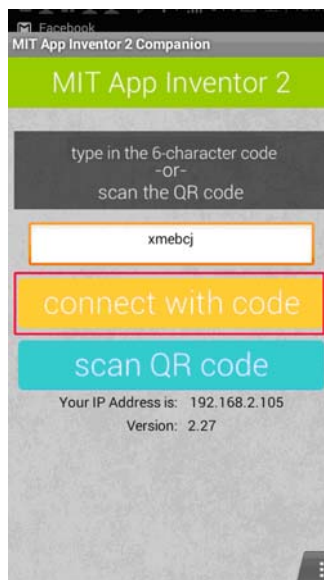 Facebook
MIT App Inventor 2 Companion
MIT App Inventor 2
type in the 6-character code
-or-
scan the QR code
xmebcj
connect with code
scan QR code
Your IP Address is: 192.168.2.105
Version: 2.27